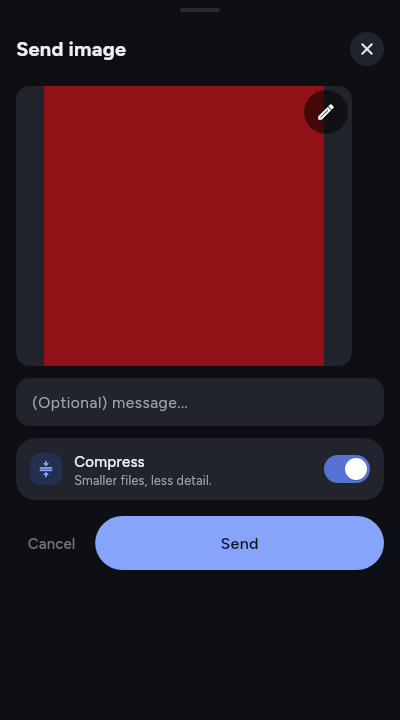 Send image
(Optional) message...
Compress
Smaller files, less detail.
Cancel
Send